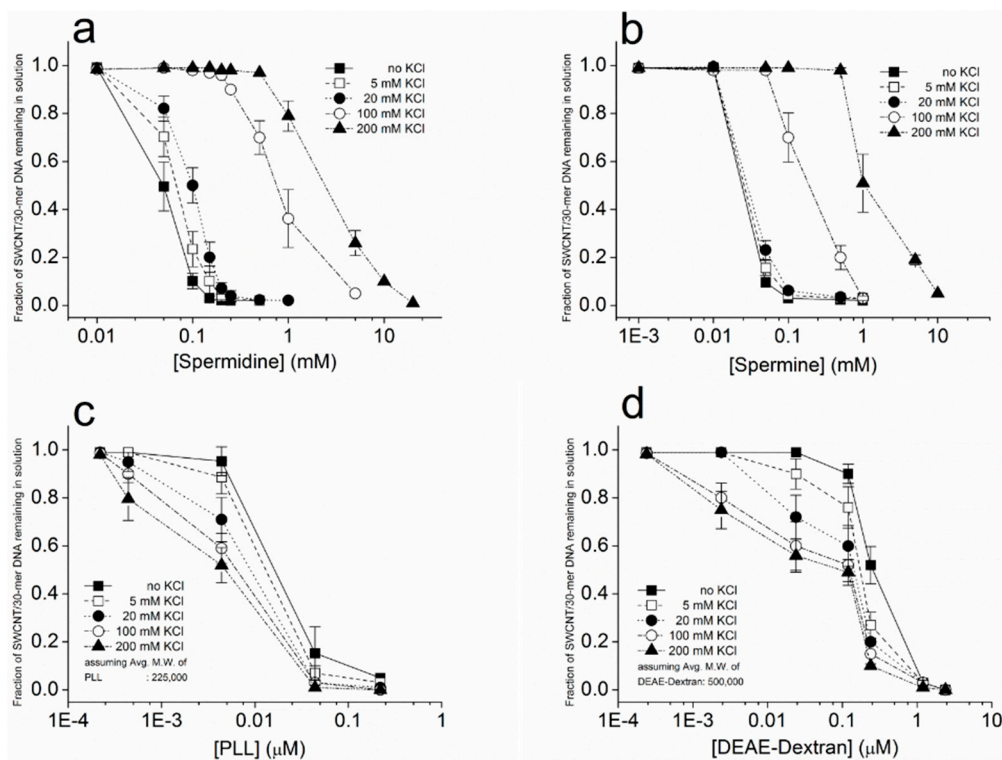 a
Fraction of SWCNT/30-mer DNA remaining in solution
1.0
0.8
0.6
0.4
0.2
0.0
no KCl
5 mM KCl
20 mM KCl
100 mM KCl
200 mM KCl
0.01
0.1
1
10
[Spermidine] (mM)
b
Fraction of SWCNT/30-mer DNA remaining in solution
1.0
0.8
0.6
0.4
0.2
0.0
no KCl
5 mM KCl
20 mM KCl
100 mM KCl
200 mM KCl
1E-3
0.01
0.1
1
10
[Spermine] (mM)
c
Fraction of SWCNT/30-mer DNA remaining in solution
1.0
0.8
0.6
0.4
0.2
0.0
no KCl
5 mM KCl
20 mM KCl
100 mM KCl
200 mM KCl
assuming Avg. M.W. of
PLL : 225,000
1E-4
1E-3
0.01
0.1
1
[PLL] (μM)
d
Fraction of SWCNT/30-mer DNA remaining in solution
1.0
0.8
0.6
0.4
0.2
0.0
no KCl
5 mM KCl
20 mM KCl
100 mM KCl
200 mM KCl
assuming Avg. M.W. of
DEAE-Dextran: 500,000
1E-4
1E-3
0.01
0.1
1
10
[DEAE-Dextran] (μM)